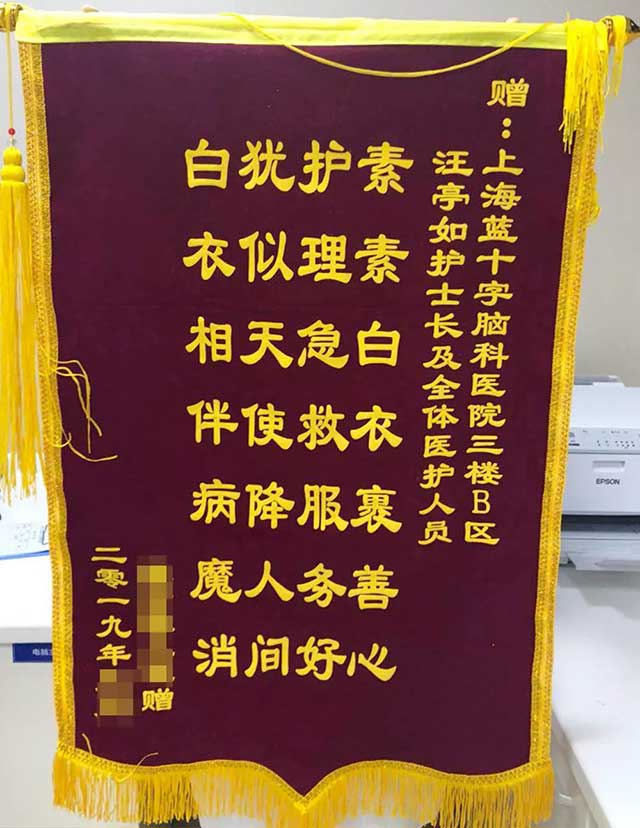 赠：上海蓝十字脑科医院三楼B区
汪亭如护士长及全体医护人员
素素白衣裹善心
护理急救服务好
犹似天使降人间
白衣相伴病魔消
赠
二零一九年
EPSON